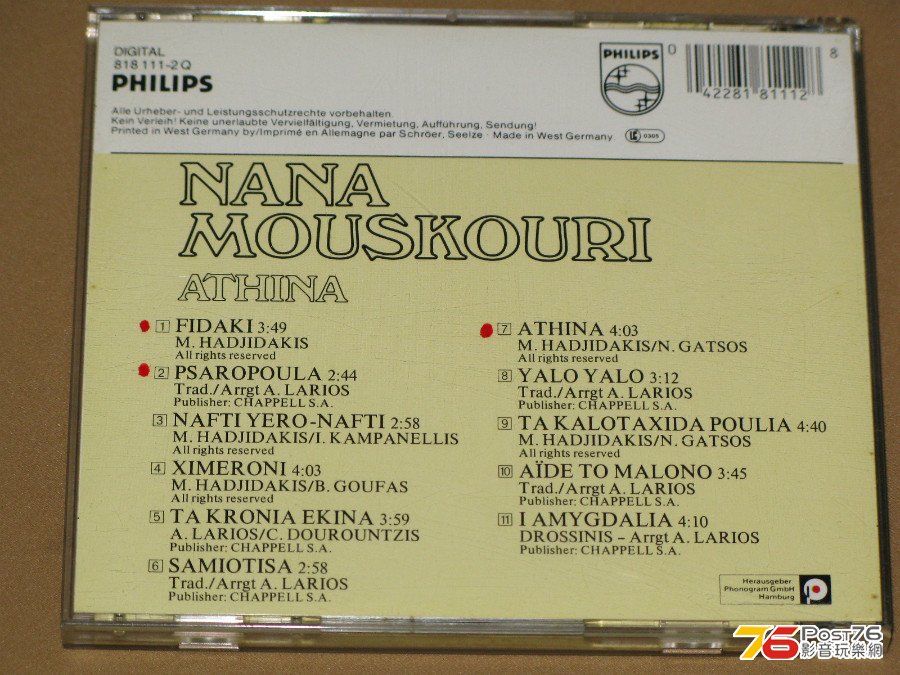 DIGITAL
818 111-2 Q
PHILIPS
PHILIPS
0
42281 81112
8
Alle Urheber- und Leistungsschutzrechte vorbehalten.
Kein Verleih! Keine unerlaubte Vervielfältigung, Vermietung, Aufführung, Sendung!
Printed in West Germany by/Imprimé en Allemagne par Schröer, Seelze · Made in West Germany
LC 0305
NANA
MOUSKOURI
ATHINA
1 FIDAKI 3:49
M. HADJIDAKIS
All rights reserved
2 PSAROPOULA 2:44
Trad./Arrgt A. LARIOS
Publisher: CHAPPELL S.A.
3 NAFTI YERO-NAFTI 2:58
M. HADJIDAKIS/I. KAMPANELLIS
All rights reserved
4 XIMERONI 4:03
M. HADJIDAKIS/B. GOUFAS
All rights reserved
5 TA KRONIA EKINA 3:59
A. LARIOS/C. DOUROUNTZIS
Publisher: CHAPPELL S.A.
6 SAMIOTISA 2:58
Trad./Arrgt A. LARIOS
Publisher: CHAPPELL S.A.
7 ATHINA 4:03
M. HADJIDAKIS/N. GATSOS
All rights reserved
8 YALO YALO 3:12
Trad./Arrgt A. LARIOS
Publisher: CHAPPELL S.A.
9 TA KALOTAXIDA POULIA 4:40
M. HADJIDAKIS/N. GATSOS
All rights reserved
10 AÏDE TO MALONO 3:45
Trad./Arrgt A. LARIOS
Publisher: CHAPPELL S.A.
11 I AMYGDALIA 4:10
DROSSINIS – Arrgt A. LARIOS
Publisher: CHAPPELL S.A.
Herausgeber
Phonogram GmbH
Hamburg
76 Post76
影音玩樂網